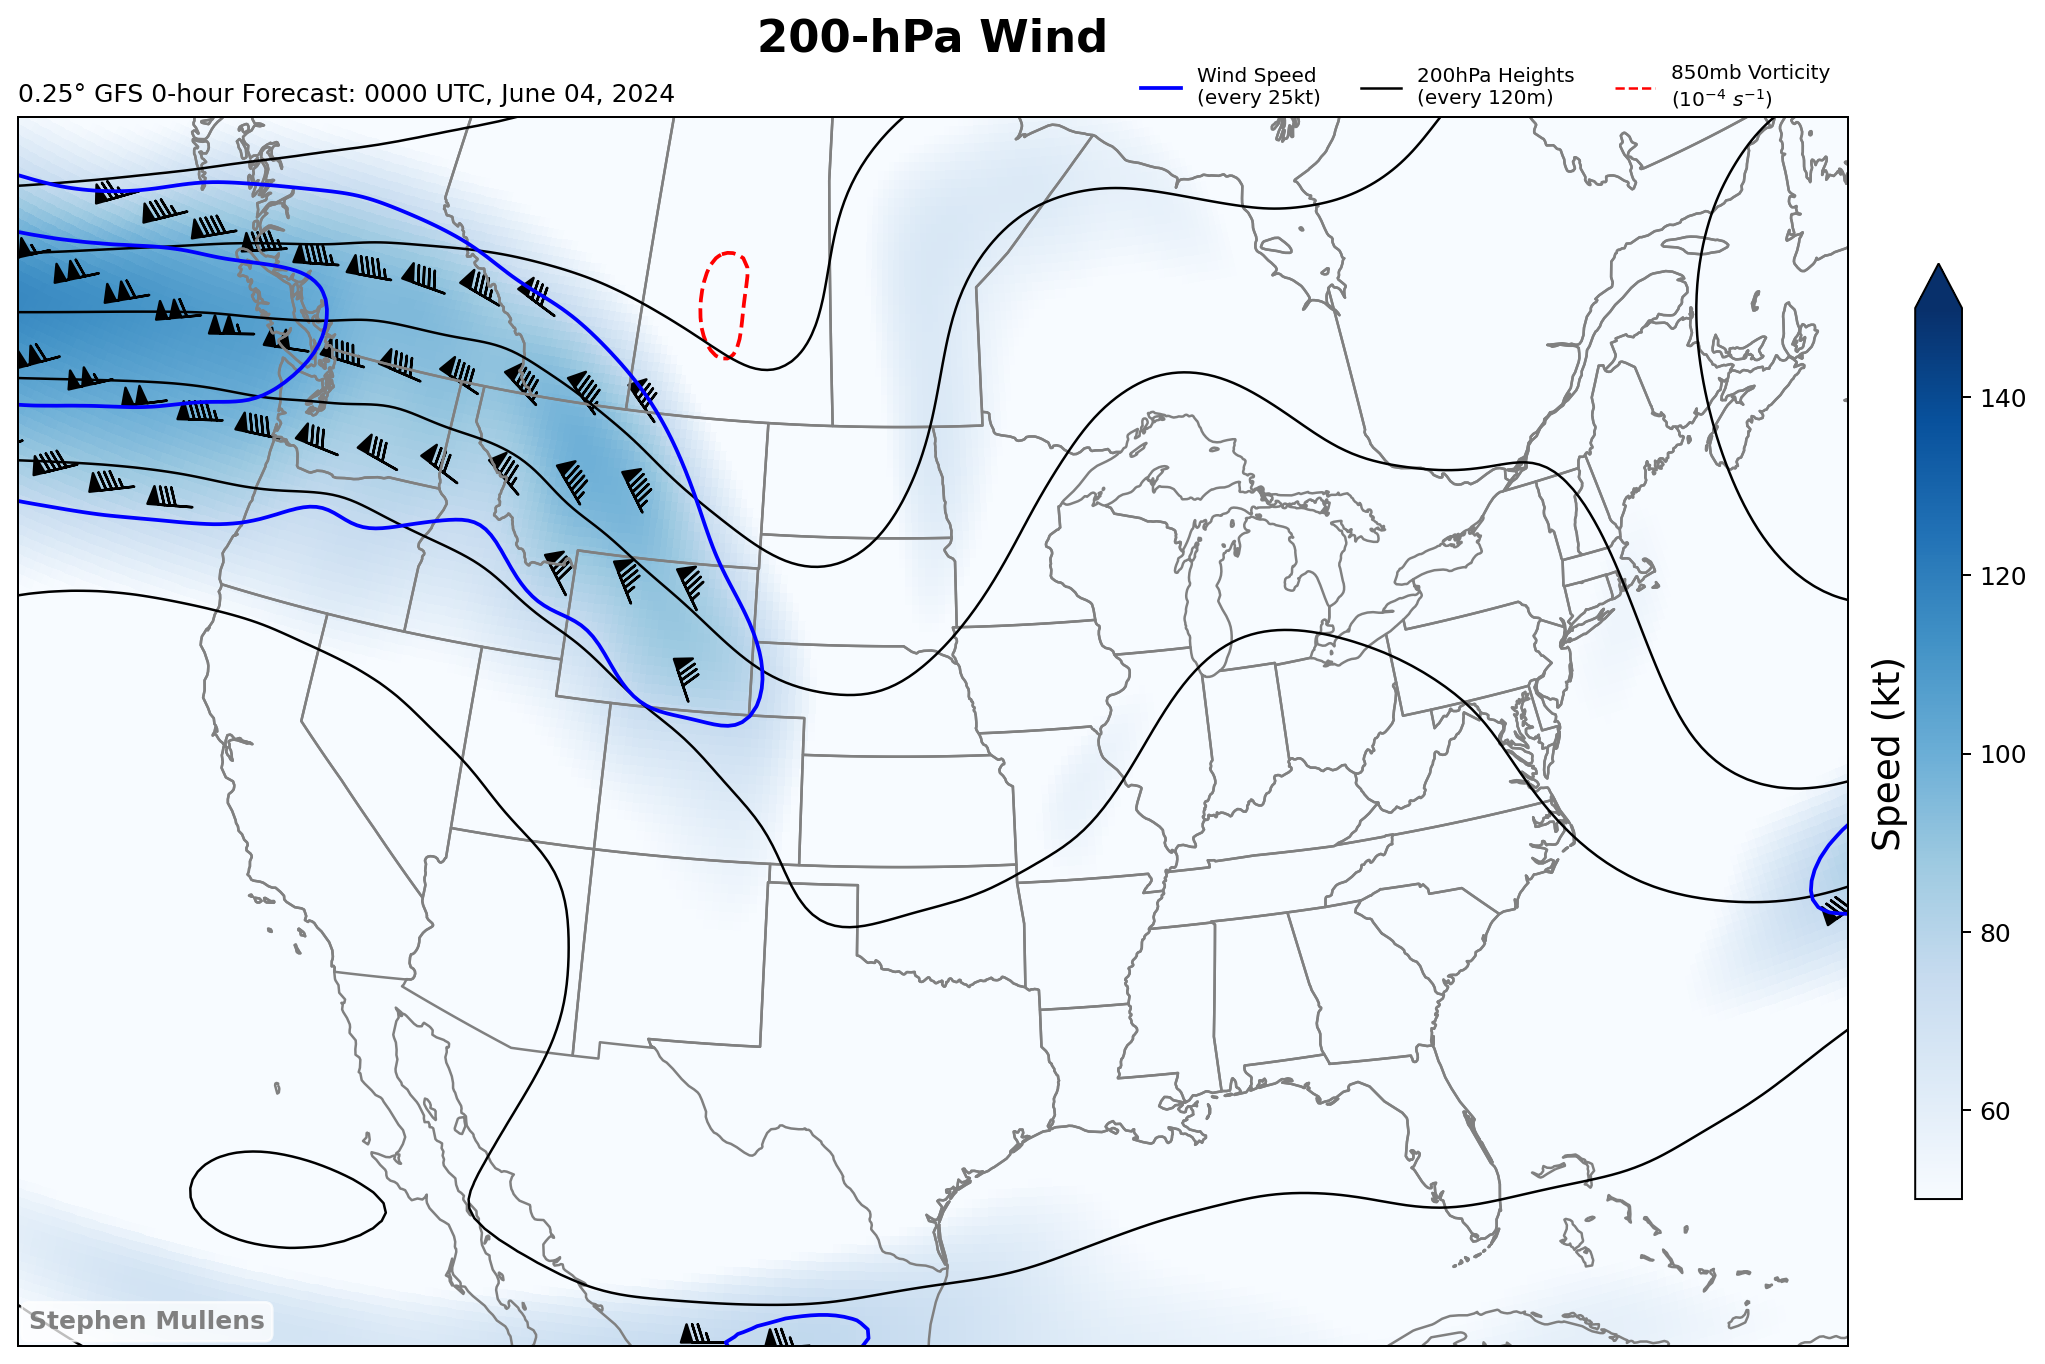 200-hPa Wind
0.25° GFS 0-hour Forecast: 0000 UTC, June 04, 2024
Wind Speed
(every 25kt)
200hPa Heights
(every 120m)
850mb Vorticity
(10⁻⁴ s⁻¹)
140
120
100
80
60
Speed (kt)
Stephen Mullens